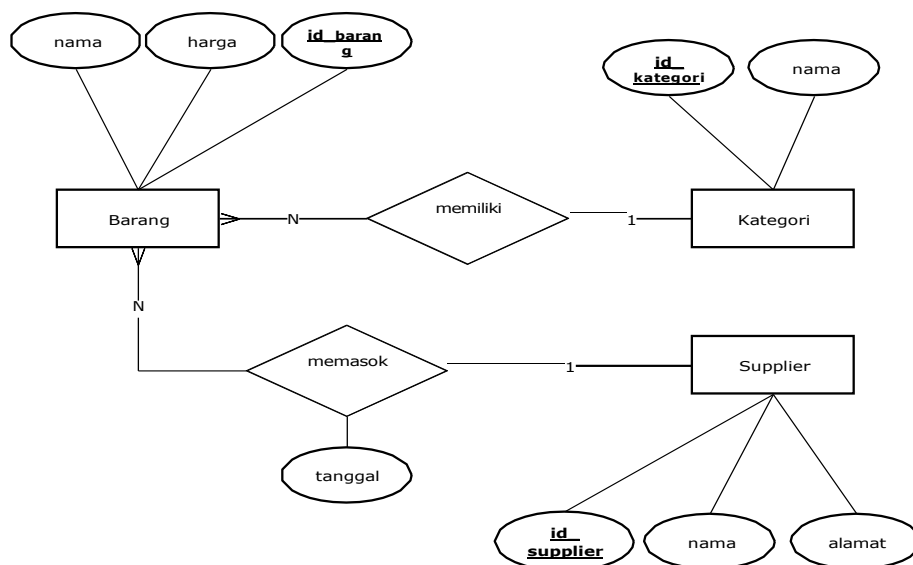 nama
harga
id_baran
g
id_
kategori
nama
Barang
N
memiliki
1
Kategori
N
memasok
1
Supplier
tanggal
id_
supplier
nama
alamat